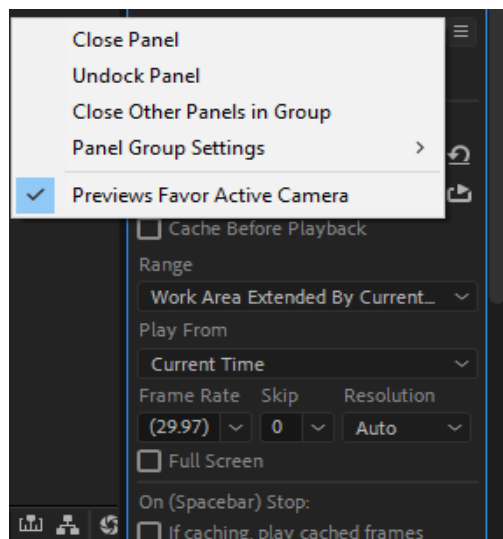 Close Panel
Undock Panel
Close Other Panels in Group
Panel Group Settings
Previews Favor Active Camera
Cache Before Playback
Range
Work Area Extended By Current...
Play From
Current Time
Frame Rate Skip Resolution
(29.97) 0 Auto
Full Screen
On (Spacebar) Stop:
If caching, play cached frames